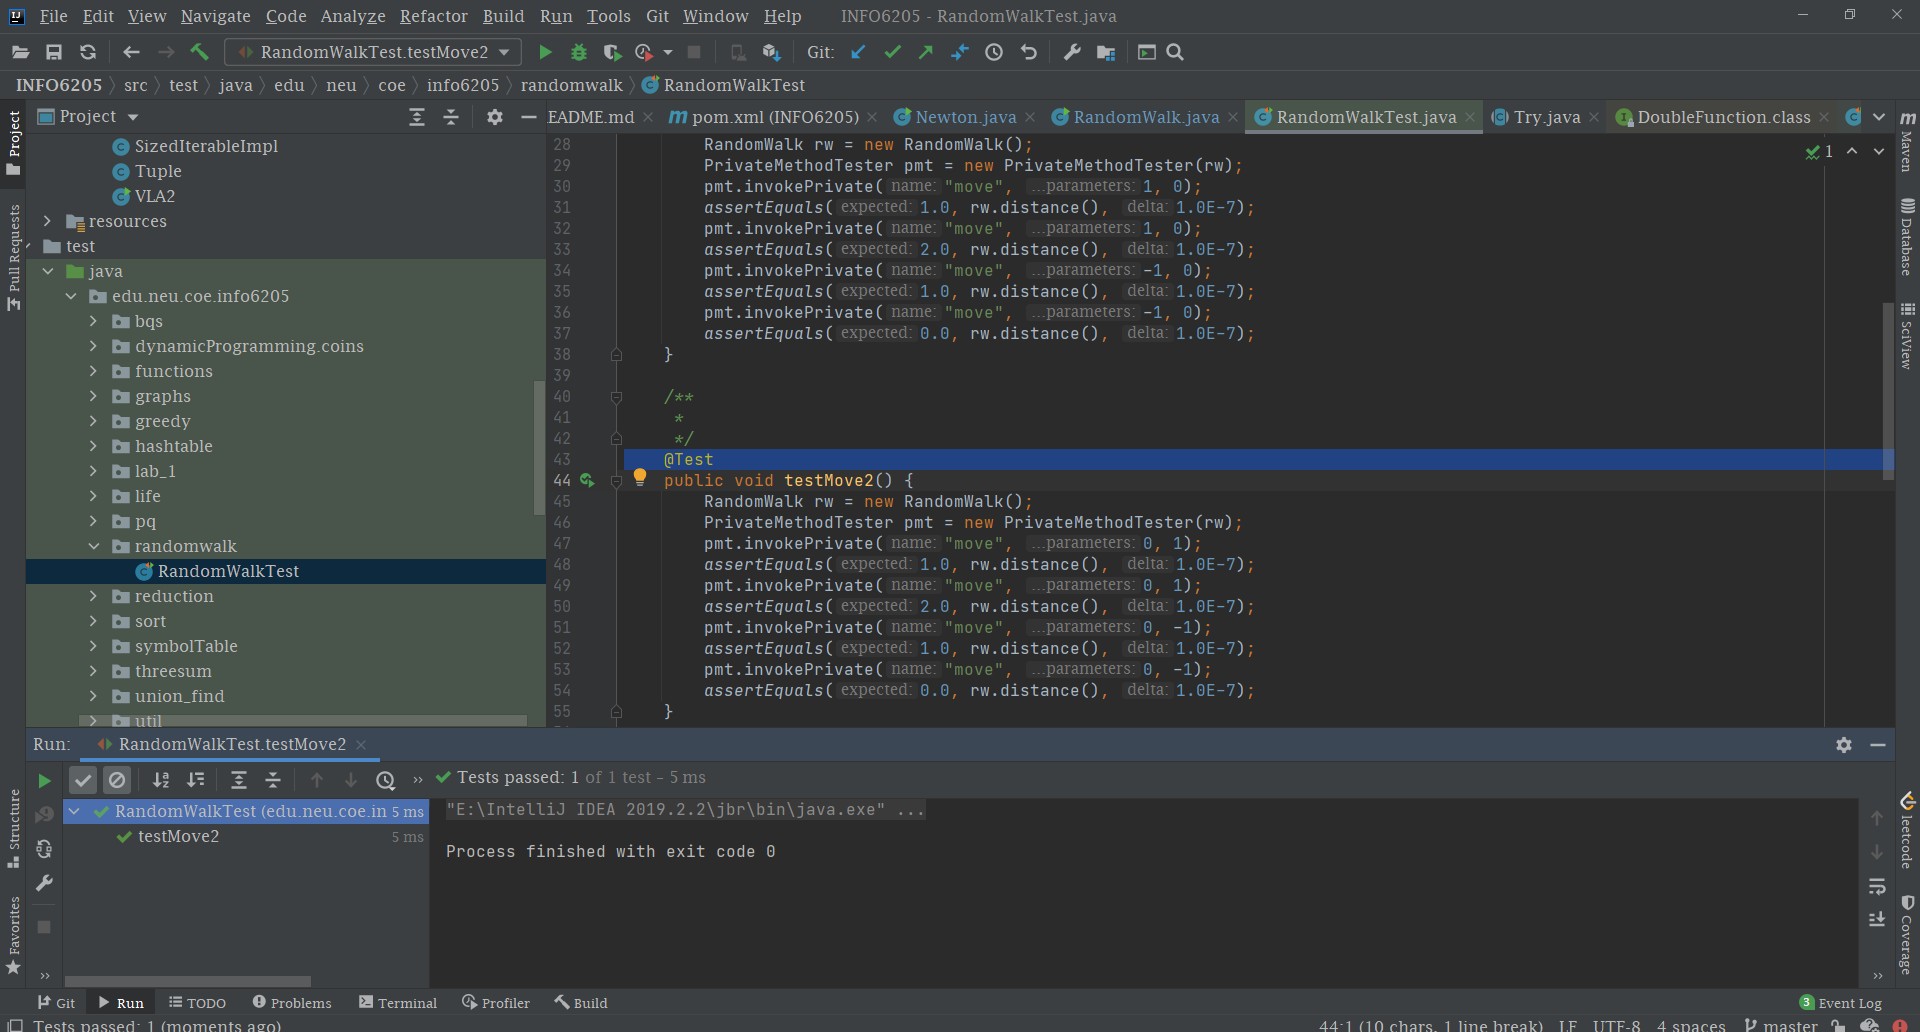 File Edit View Navigate Code Analyze Refactor Build Run Tools Git Window Help INFO6205 - RandomWalkTest.java
RandomWalkTest.testMove2 Git:
INFO6205 src test java edu neu coe info6205 randomwalk RandomWalkTest
Project
EADME.md pom.xml (INFO6205) Newton.java RandomWalk.java RandomWalkTest.java Try.java DoubleFunction.class
Project
Pull Requests
Structure
Favorites
SizedIterableImpl
Tuple
VLA2
resources
test
java
edu.neu.coe.info6205
bqs
dynamicProgramming.coins
functions
graphs
greedy
hashtable
lab_1
life
pq
randomwalk
RandomWalkTest
reduction
sort
symbolTable
threesum
union_find
util
1
28 RandomWalk rw = new RandomWalk();
29 PrivateMethodTester pmt = new PrivateMethodTester(rw);
30 pmt.invokePrivate( name: "move", ...parameters: 1, 0);
31 assertEquals( expected: 1.0, rw.distance(), delta: 1.0E-7);
32 pmt.invokePrivate( name: "move", ...parameters: 1, 0);
33 assertEquals( expected: 2.0, rw.distance(), delta: 1.0E-7);
34 pmt.invokePrivate( name: "move", ...parameters: -1, 0);
35 assertEquals( expected: 1.0, rw.distance(), delta: 1.0E-7);
36 pmt.invokePrivate( name: "move", ...parameters: -1, 0);
37 assertEquals( expected: 0.0, rw.distance(), delta: 1.0E-7);
38 }
39
40 /**
41 *
42 */
43 @Test
44 public void testMove2() {
45 RandomWalk rw = new RandomWalk();
46 PrivateMethodTester pmt = new PrivateMethodTester(rw);
47 pmt.invokePrivate( name: "move", ...parameters: 0, 1);
48 assertEquals( expected: 1.0, rw.distance(), delta: 1.0E-7);
49 pmt.invokePrivate( name: "move", ...parameters: 0, 1);
50 assertEquals( expected: 2.0, rw.distance(), delta: 1.0E-7);
51 pmt.invokePrivate( name: "move", ...parameters: 0, -1);
52 assertEquals( expected: 1.0, rw.distance(), delta: 1.0E-7);
53 pmt.invokePrivate( name: "move", ...parameters: 0, -1);
54 assertEquals( expected: 0.0, rw.distance(), delta: 1.0E-7);
55 }
Maven
Database
SciView
leetcode
Coverage
Run: RandomWalkTest.testMove2
Tests passed: 1 of 1 test - 5 ms
RandomWalkTest (edu.neu.coe.in 5 ms
testMove2 5 ms
"E:\IntelliJ IDEA 2019.2.2\jbr\bin\java.exe" ...
Process finished with exit code 0
Git Run TODO Problems Terminal Profiler Build 3 Event Log
Tests passed: 1 (moments ago) 44:1 (10 chars, 1 line break) LF UTF-8 4 spaces master